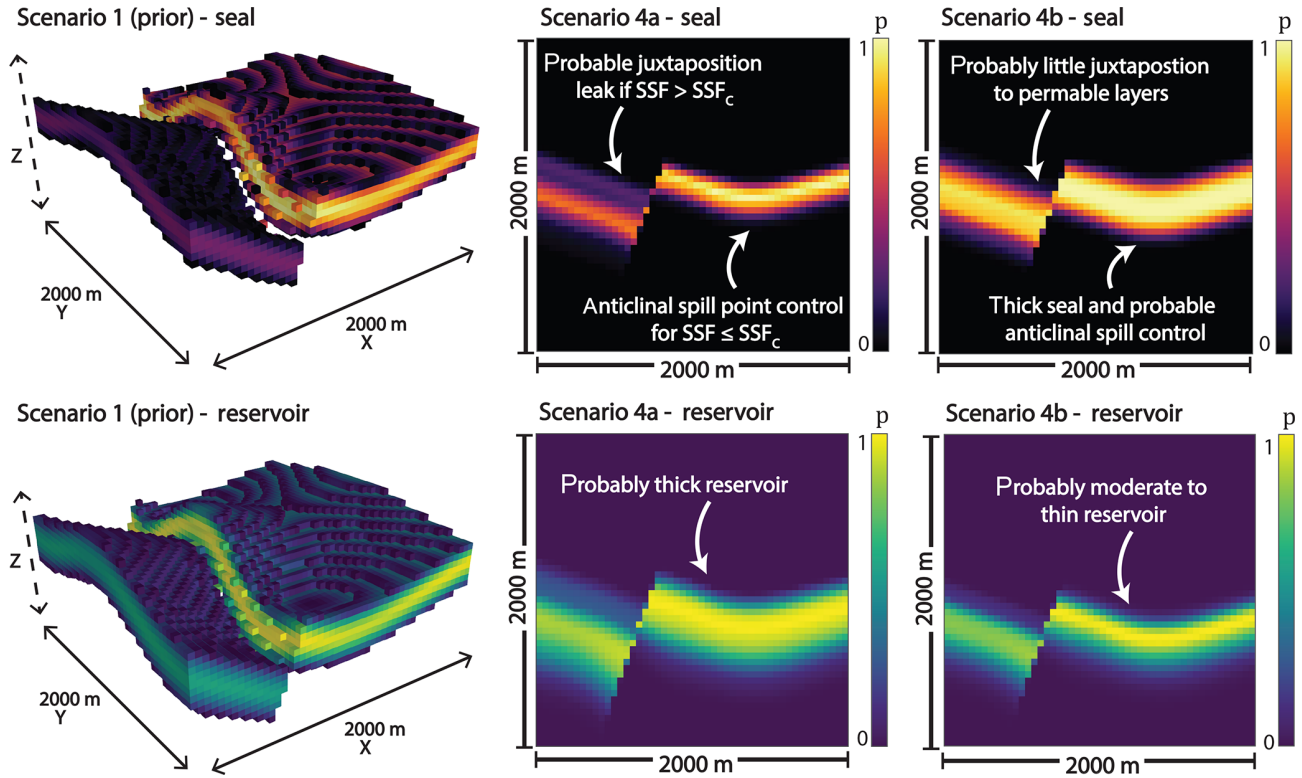 Scenario 1 (prior) - seal
Z
2000 m
Y
2000 m
X
Scenario 4a - seal
p
1
0
Probable juxtaposition
leak if SSF > SSFc
Anticlinal spill point control
for SSF ≤ SSFc
2000 m
2000 m
Scenario 4b - seal
p
1
0
Probably little juxtapostion
to permable layers
Thick seal and probable
anticlinal spill control
2000 m
2000 m
Scenario 1 (prior) - reservoir
Z
2000 m
Y
2000 m
X
Scenario 4a - reservoir
p
1
0
Probably thick reservoir
2000 m
2000 m
Scenario 4b - reservoir
p
1
0
Probably moderate to
thin reservoir
2000 m
2000 m